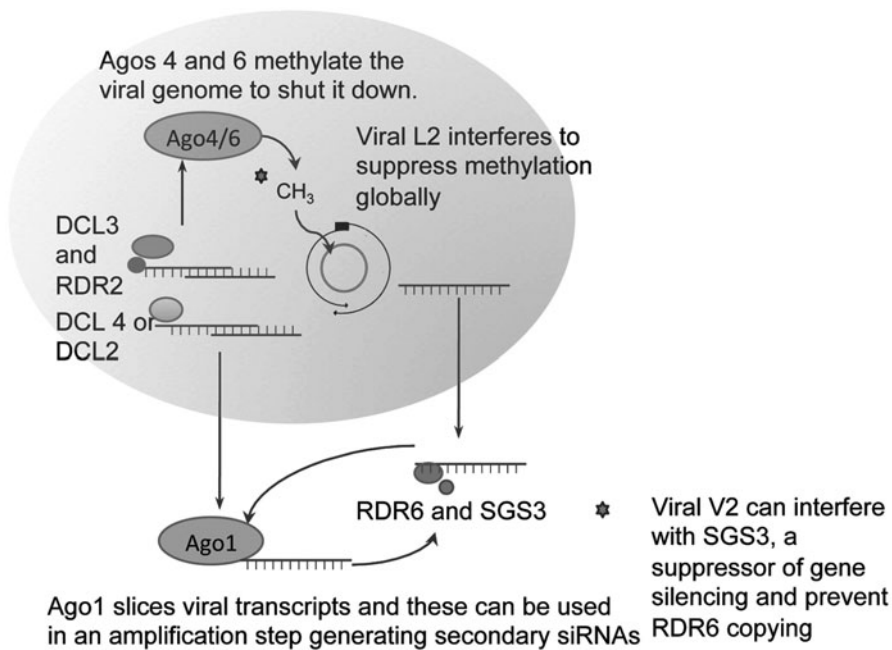 Agos 4 and 6 methylate the
viral genome to shut it down.
Ago4/6
CH₃
Viral L2 interferes to
suppress methylation
globally
DCL3
and
RDR2
DCL 4 or
DCL2
RDR6 and SGS3
Ago1
Viral V2 can interfere
with SGS3, a
suppressor of gene
silencing and prevent
RDR6 copying
Ago1 slices viral transcripts and these can be used
in an amplification step generating secondary siRNAs